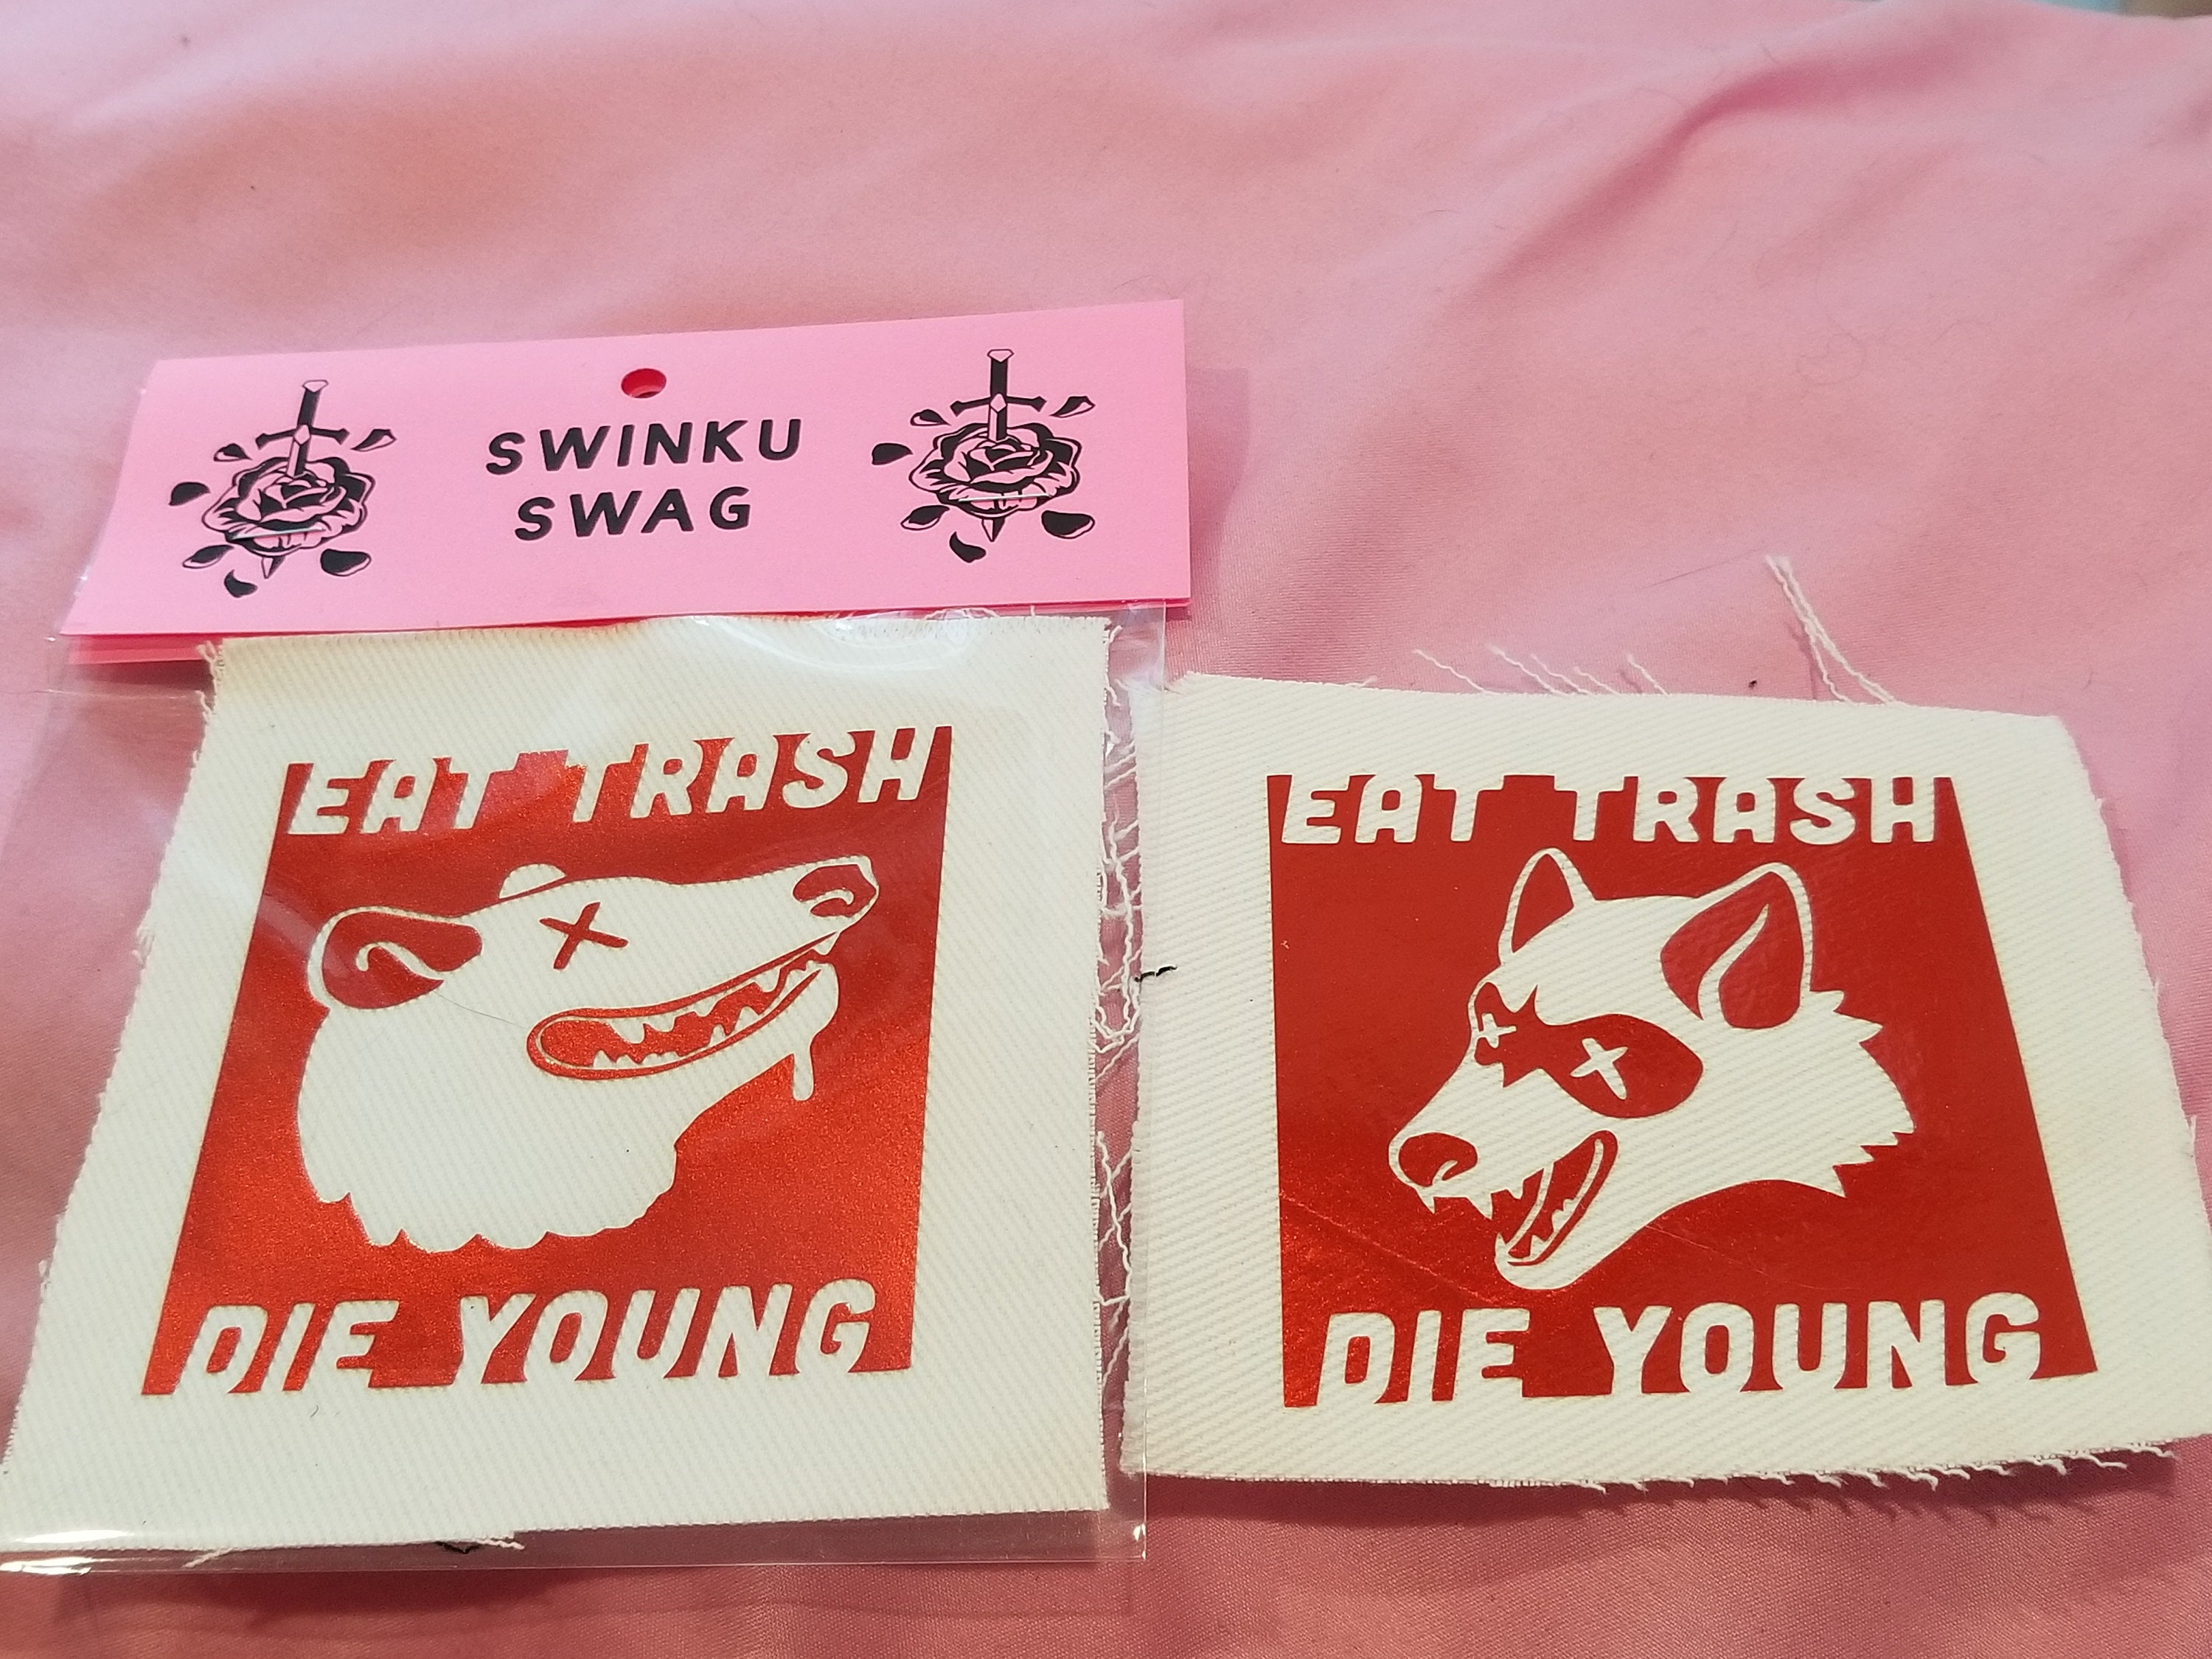 SWINKU
SWAG
EAT TRASH
DIE YOUNG
EAT TRASH
DIE YOUNG